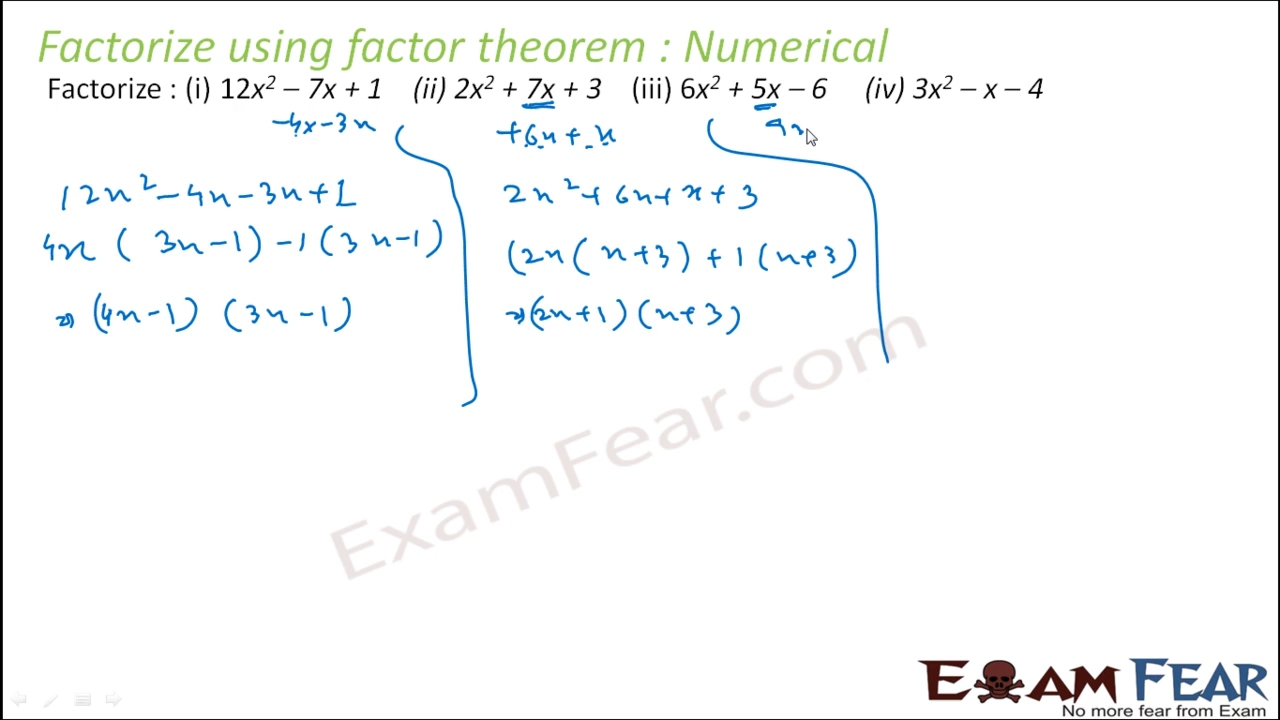 Factorize using factor theorem : Numerical
Factorize : (i) 12x² – 7x + 1 (ii) 2x² + 7x + 3 (iii) 6x² + 5x – 6 (iv) 3x² – x – 4
-4x-3x
+6x+x
9x
12x²-4x-3x+1
4x (3x-1) -1 (3x-1)
⇒ (4x-1) (3x-1)
2x²+6x+x+3
(2x(x+3) + 1(x+3)
⇒(2x+1)(x+3)
ExamFear.com
EXAM FEAR
No more fear from Exam